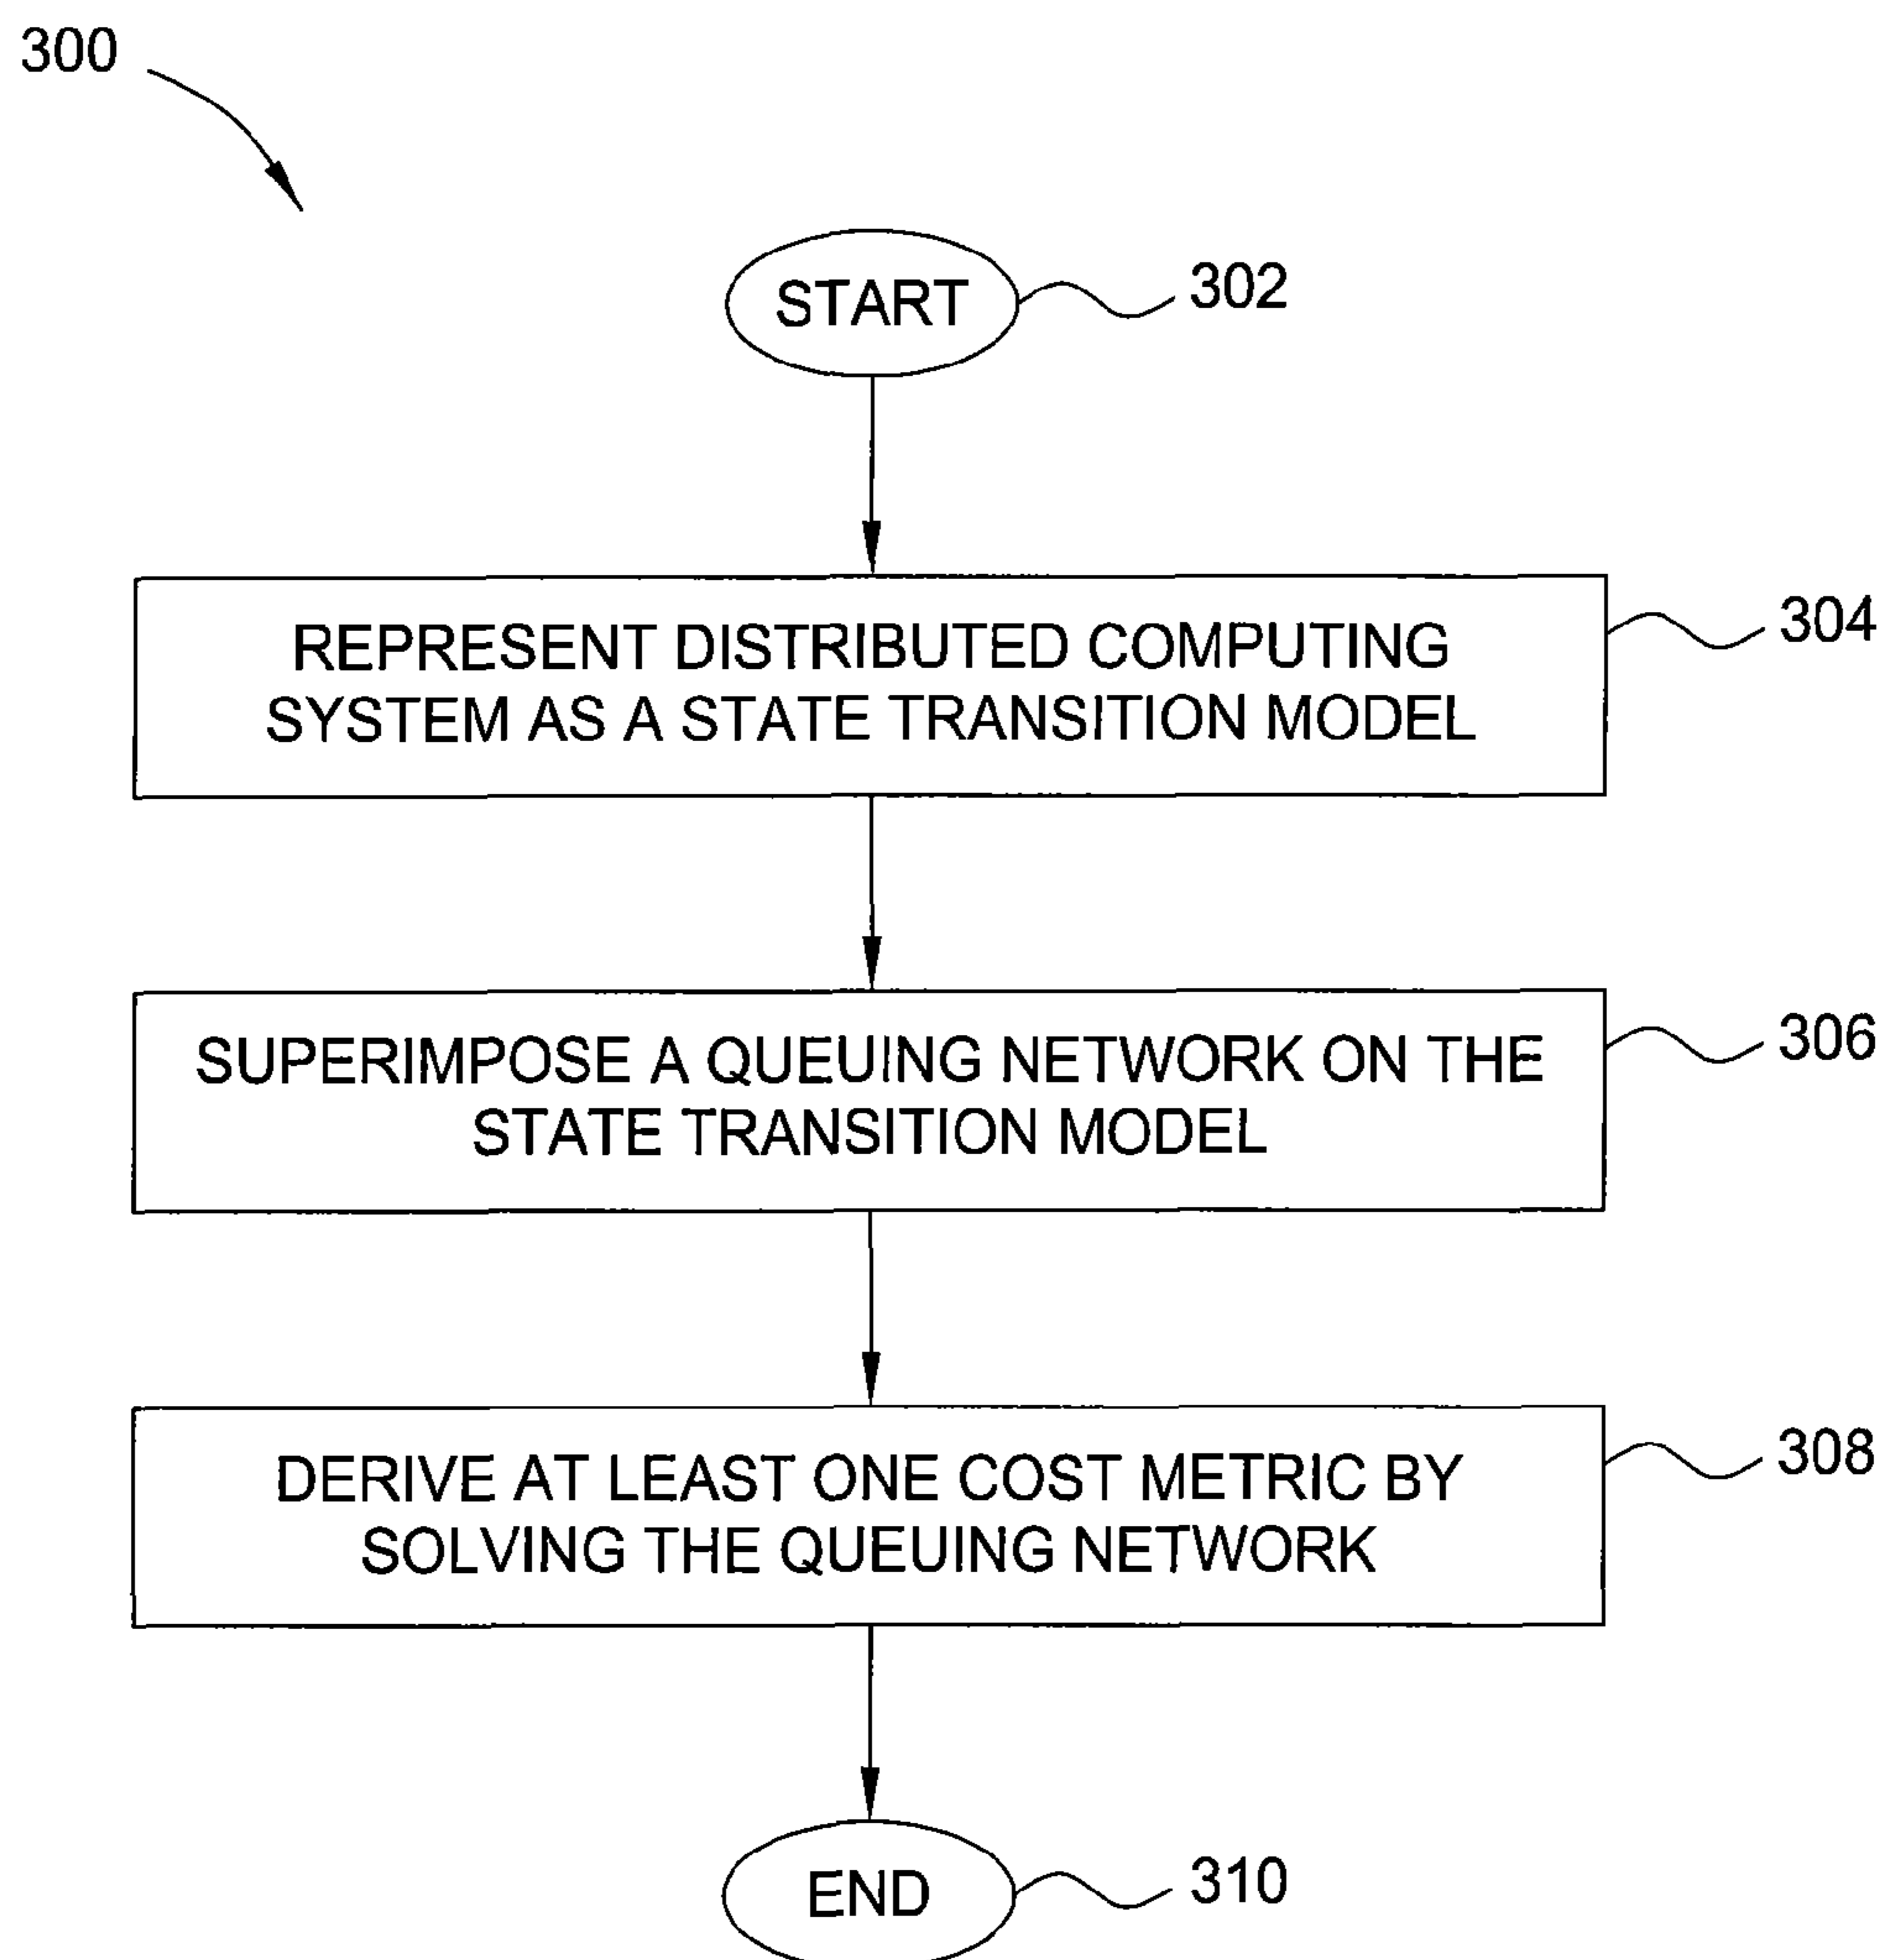 300
START
302
REPRESENT DISTRIBUTED COMPUTING
SYSTEM AS A STATE TRANSITION MODEL
304
SUPERIMPOSE A QUEUING NETWORK ON THE
STATE TRANSITION MODEL
306
DERIVE AT LEAST ONE COST METRIC BY
SOLVING THE QUEUING NETWORK
308
END
310